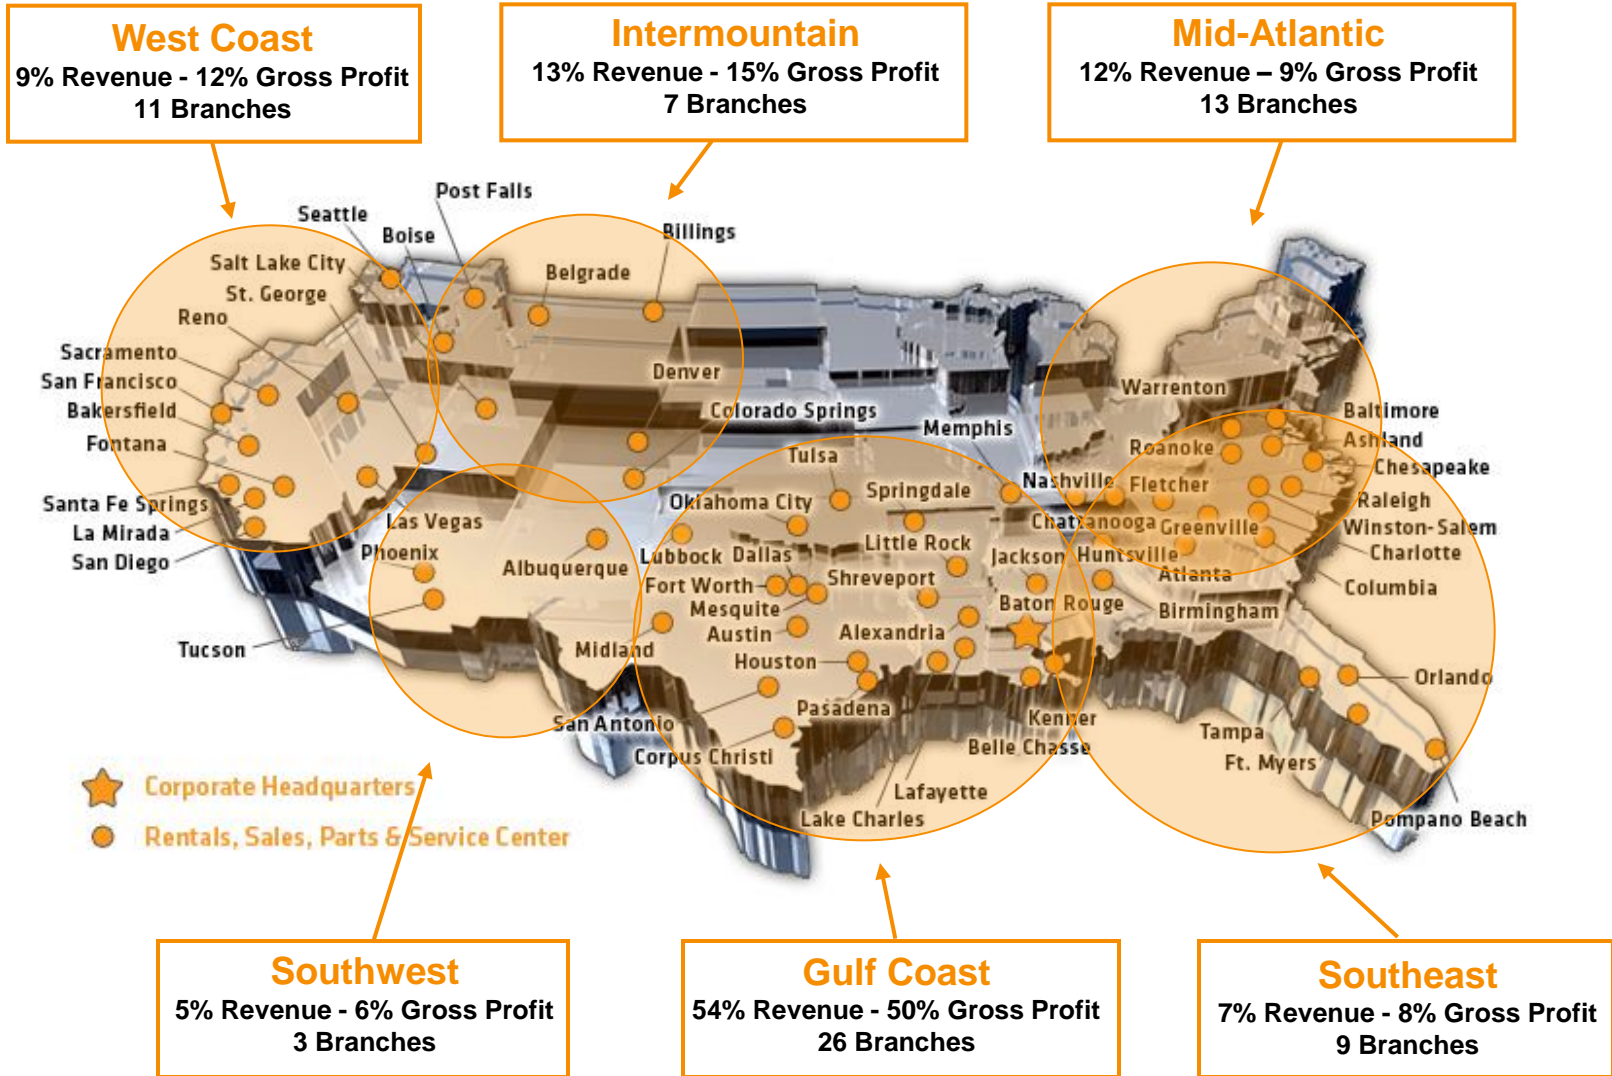 West Coast
9% Revenue - 12% Gross Profit
11 Branches
Intermountain
13% Revenue - 15% Gross Profit
7 Branches
Mid-Atlantic
12% Revenue – 9% Gross Profit
13 Branches
Post Falls
Seattle
Boise
Billings
Salt Lake City
Belgrade
St. George
Reno
Sacramento
San Francisco
Bakersfield
Fontana
Santa Fe Springs
La Mirada
San Diego
Las Vegas
Denver
Colorado Springs
Phoenix
Tucson
Albuquerque
Memphis
Tulsa
Oklahoma City
Springdale
Lubbock
Dallas
Little Rock
Fort Worth
Shreveport
Mesquite
Austin
Alexandria
Midland
Houston
San Antonio
Pasadena
Corpus Christi
Jackson
Baton Rouge
Kenner
Belle Chasse
Lafayette
Lake Charles
Warrenton
Baltimore
Roanoke
Ashland
Chesapeake
Nashville
Fletcher
Raleigh
Chattanooga
Greenville
Winston-Salem
Huntsville
Charlotte
Atlanta
Columbia
Birmingham
Orlando
Tampa
Ft. Myers
Pompano Beach
Corporate Headquarters
Rentals, Sales, Parts & Service Center
Southwest
5% Revenue - 6% Gross Profit
3 Branches
Gulf Coast
54% Revenue - 50% Gross Profit
26 Branches
Southeast
7% Revenue - 8% Gross Profit
9 Branches